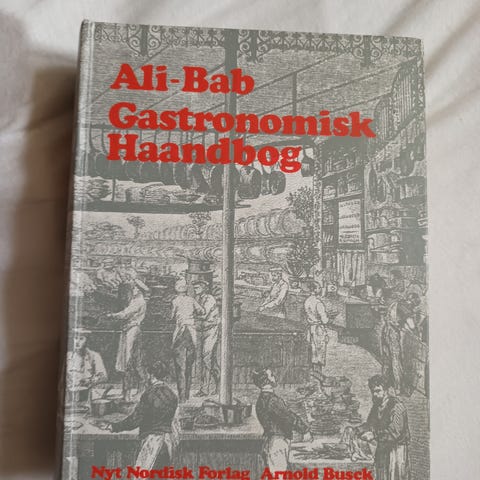 Ali-Bab
Gastronomisk
Haandbog
Nyt Nordisk Forlag Arnold Busck